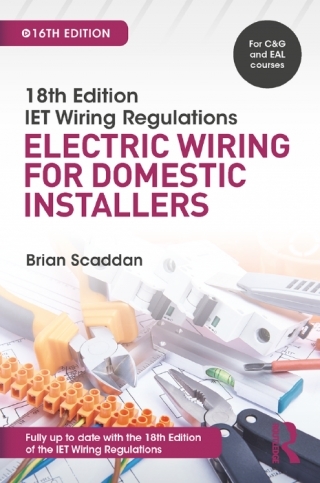 16TH EDITION
For C&G
and EAL
courses
18th Edition
IET Wiring Regulations
ELECTRIC WIRING
FOR DOMESTIC
INSTALLERS
Brian Scaddan
Fully up to date with the 18th Edition
of the IET Wiring Regulations
ROUTLEDGE